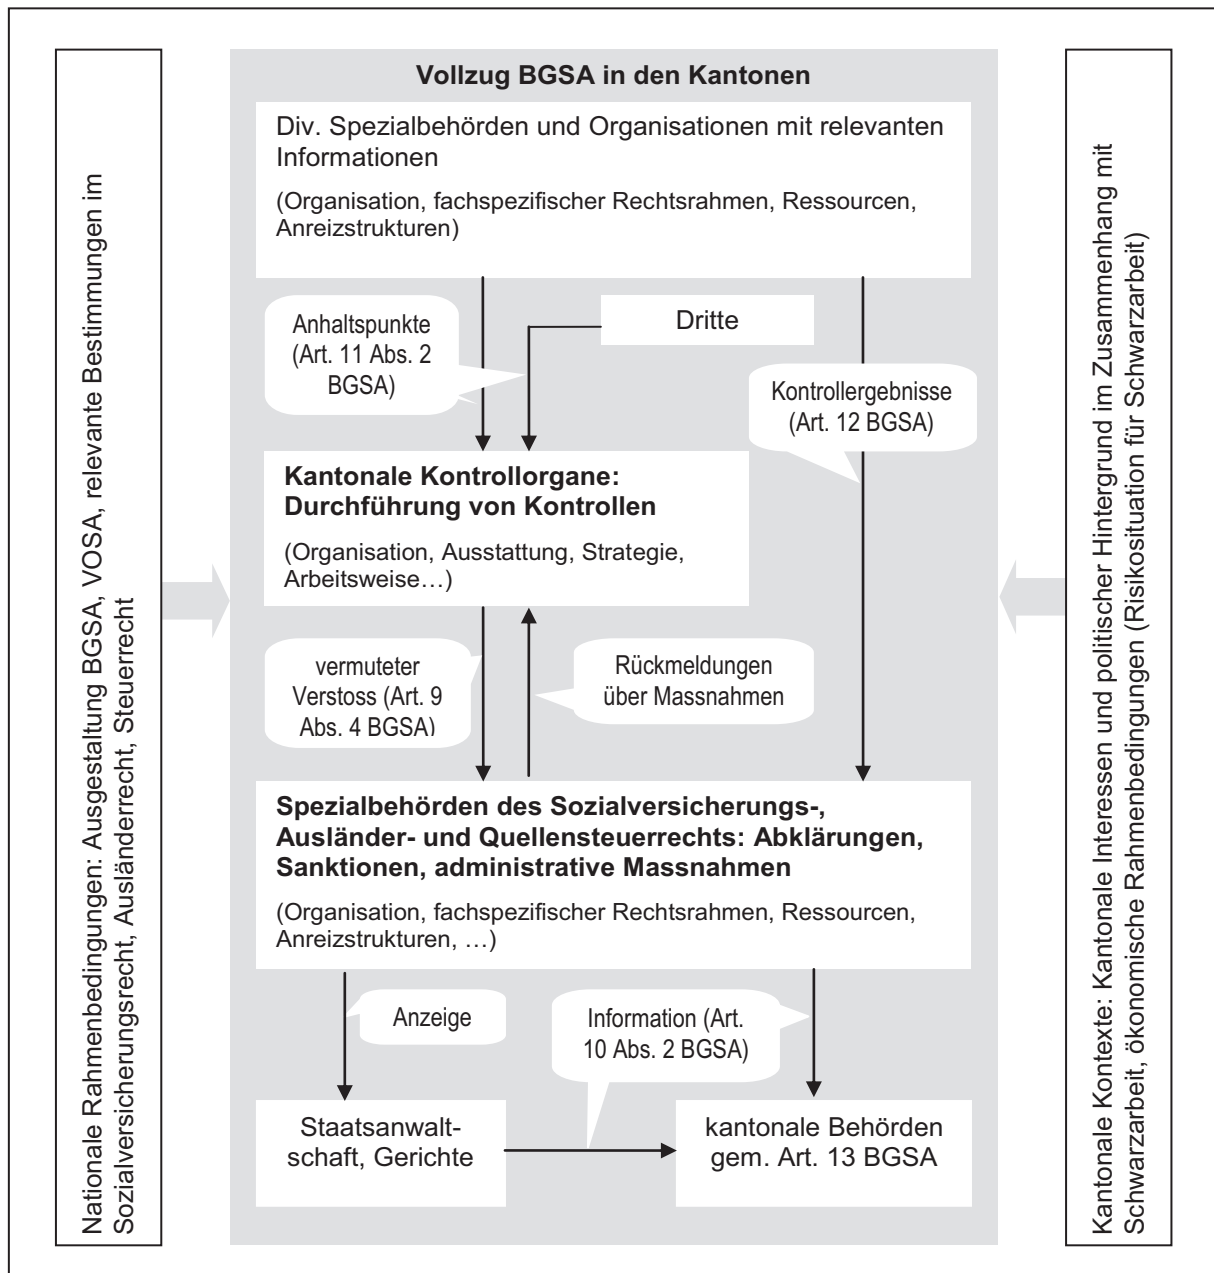 Nationale Rahmenbedingungen: Ausgestaltung BGSA, VOSA, relevante Bestimmungen im
Sozialversicherungsrecht, Ausländerrecht, Steuerrecht
Vollzug BGSA in den Kantonen
Div. Spezialbehörden und Organisationen mit relevanten
Informationen
(Organisation, fachspezifischer Rechtsrahmen, Ressourcen,
Anreizstrukturen)
Anhaltspunkte
(Art. 11 Abs. 2
BGSA)
Dritte
Kontrollergebnisse
(Art. 12 BGSA)
Kantonale Kontrollorgane:
Durchführung von Kontrollen
(Organisation, Ausstattung, Strategie,
Arbeitsweise…)
vermuteter
Verstoss (Art. 9
Abs. 4 BGSA)
Rückmeldungen
über Massnahmen
Spezialbehörden des Sozialversicherungs-,
Ausländer- und Quellensteuerrechts: Abklärungen,
Sanktionen, administrative Massnahmen
(Organisation, fachspezifischer Rechtsrahmen, Ressourcen,
Anreizstrukturen, …)
Anzeige
Information (Art.
10 Abs. 2 BGSA)
Staatsanwalt-
schaft, Gerichte
kantonale Behörden
gem. Art. 13 BGSA
Kantonale Kontexte: Kantonale Interessen und politischer Hintergrund im Zusammenhang mit
Schwarzarbeit, ökonomische Rahmenbedingungen (Risikosituation für Schwarzarbeit)